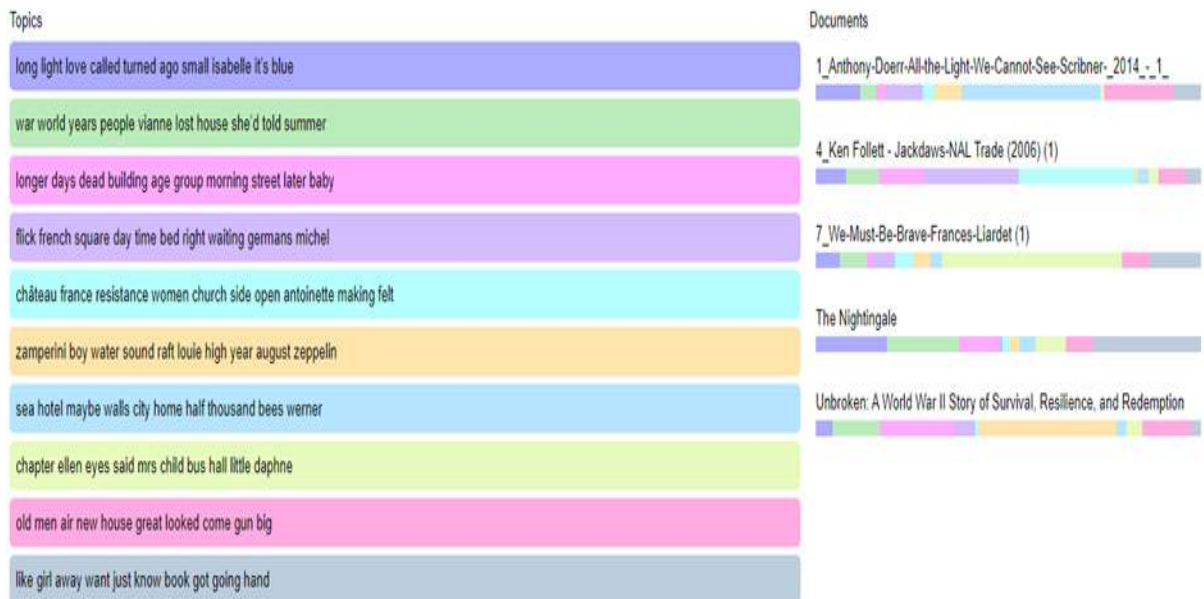 Topics
long light love called turned ago small isabelle it's blue
war world years people vianne lost house she'd told summer
longer days dead building age group morning street later baby
flick french square day time bed right waiting germans michel
château france resistance women church side open antoinette making felt
zamperini boy water sound raft louie high year august zeppelin
sea hotel maybe walls city home half thousand bees werner
chapter ellen eyes said mrs child bus hall little daphne
old men air new house great looked come gun big
like girl away want just know book got going hand
Documents
1_Anthony-Doerr-All-the-Light-We-Cannot-See-Scribner-_2014_-_1_
4_Ken Follett - Jackdaws-NAL Trade (2006) (1)
7_We-Must-Be-Brave-Frances-Liardet (1)
The Nightingale
Unbroken: A World War II Story of Survival, Resilience, and Redemption